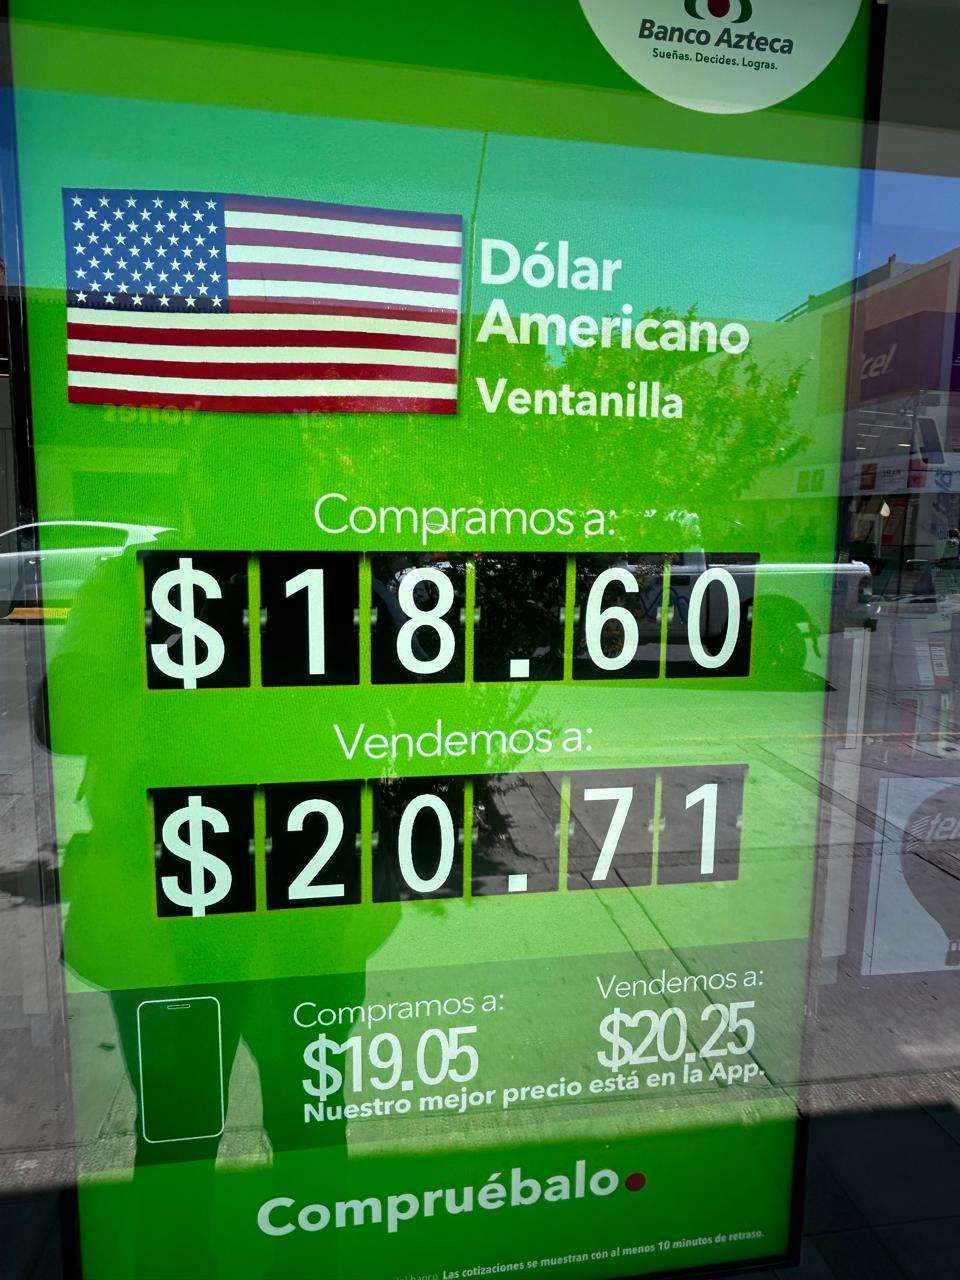 Banco Azteca
Sueñas. Decides. Logras.
Dólar
Americano
Ventanilla
Compramos a:
$18.60
Vendemos a:
$20.71
Compramos a:
$19.05
Vendemos a:
$20.25
Nuestro mejor precio está en la App.
Compruébalo
banco. Las cotizaciones se muestran con al menos 10 minutos de retraso.